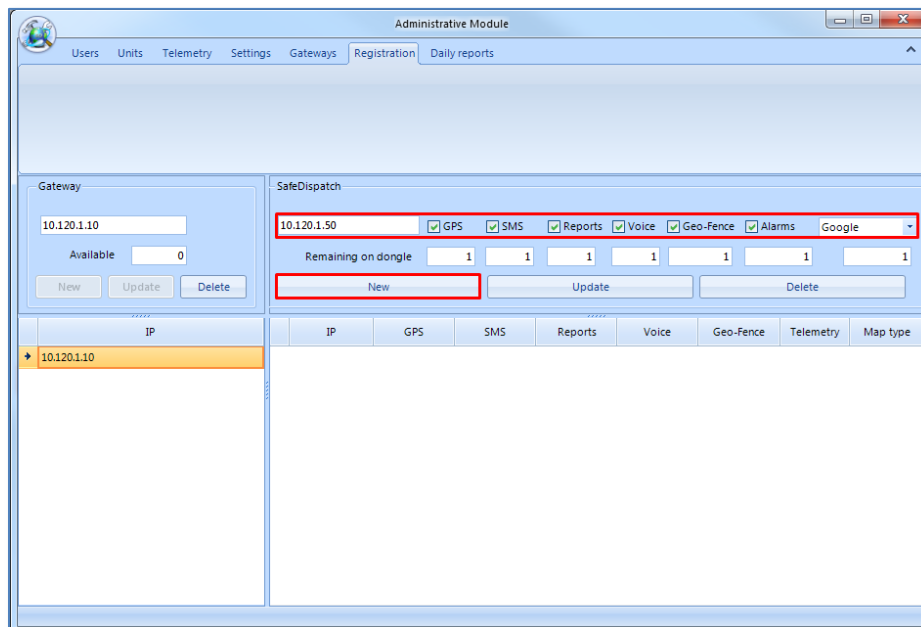 Administrative Module
Users Units Telemetry Settings Gateways Registration Daily reports
Gateway
10.120.1.10
Available 0
New Update Delete
SafeDispatch
10.120.1.50 GPS SMS Reports Voice Geo-Fence Alarms Google
Remaining on dongle 1 1 1 1 1 1 1
New Update Delete
IP
10.120.1.10
IP GPS SMS Reports Voice Geo-Fence Telemetry Map type